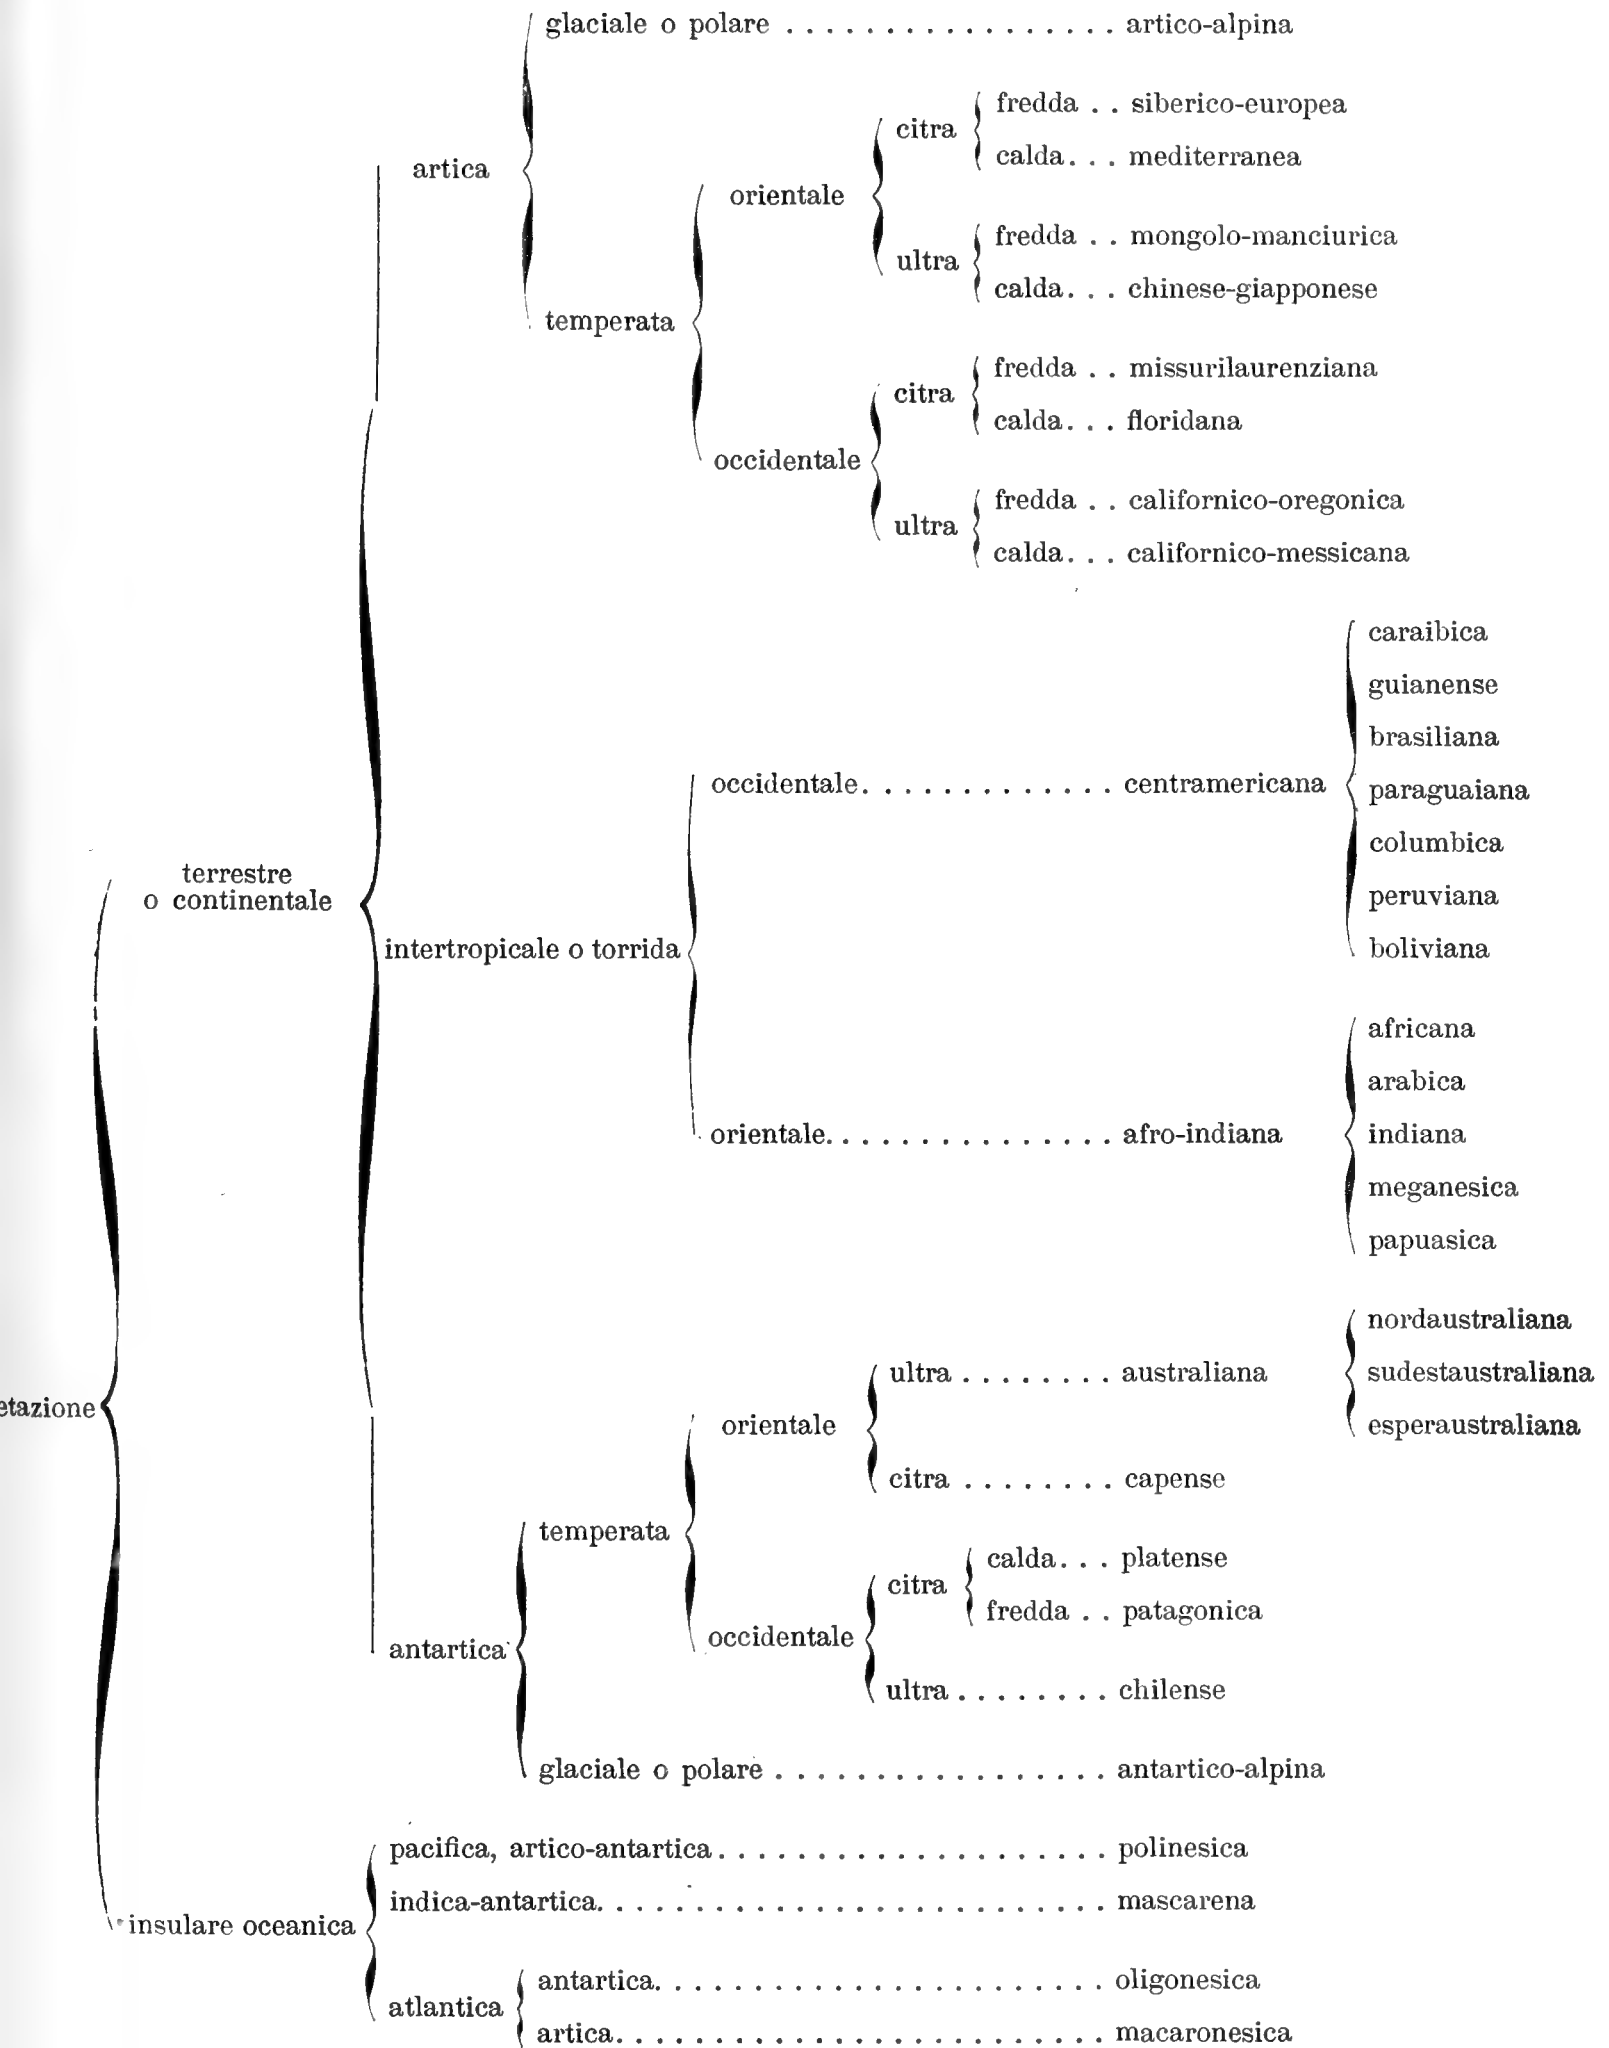 glaciale o polare . . . . . . . . . . . . . . . . . artico-alpina
fredda . . siberico-europea
citra
calda. . . mediterranea
artica
orientale
fredda . . mongolo-manciurica
ultra
calda. . . chinese-giapponese
temperata
fredda . . missurilaurenziana
citra
calda. . . floridana
occidentale
fredda . . californico-oregonica
ultra
calda. . . californico-messicana
caraibica
guianense
brasiliana
occidentale. . . . . . . . . . . . . centramericana
paraguaiana
columbica
terrestre
o continentale
peruviana
intertropicale o torrida
boliviana
africana
arabica
orientale. . . . . . . . . . . . . . . afro-indiana
indiana
meganesica
papuasica
nordaustraliana
ultra . . . . . . . . australiana
sudestaustraliana
etazione
orientale
esperaustraliana
citra . . . . . . . . capense
temperata
calda. . . platense
citra
fredda . . patagonica
occidentale
antartica
ultra . . . . . . . . chilense
glaciale o polare . . . . . . . . . . . . . . . . . antartico-alpina
pacifica, artico-antartica. . . . . . . . . . . . . . . . . . . . polinesica
indica-antartica. . . . . . . . . . . . . . . . . . . . . . . . . . mascarena
insulare oceanica
antartica. . . . . . . . . . . . . . . . . . . . . . . oligonesica
atlantica
artica. . . . . . . . . . . . . . . . . . . . . . . . . macaronesica